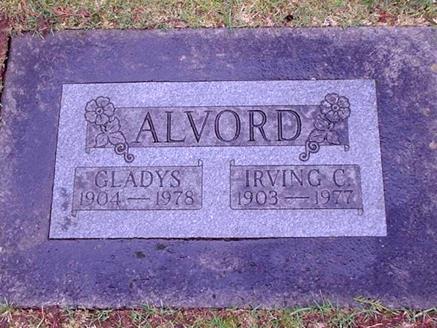 ALVORD
GLADYS
1904 — 1978
IRVING C.
1903 — 1977